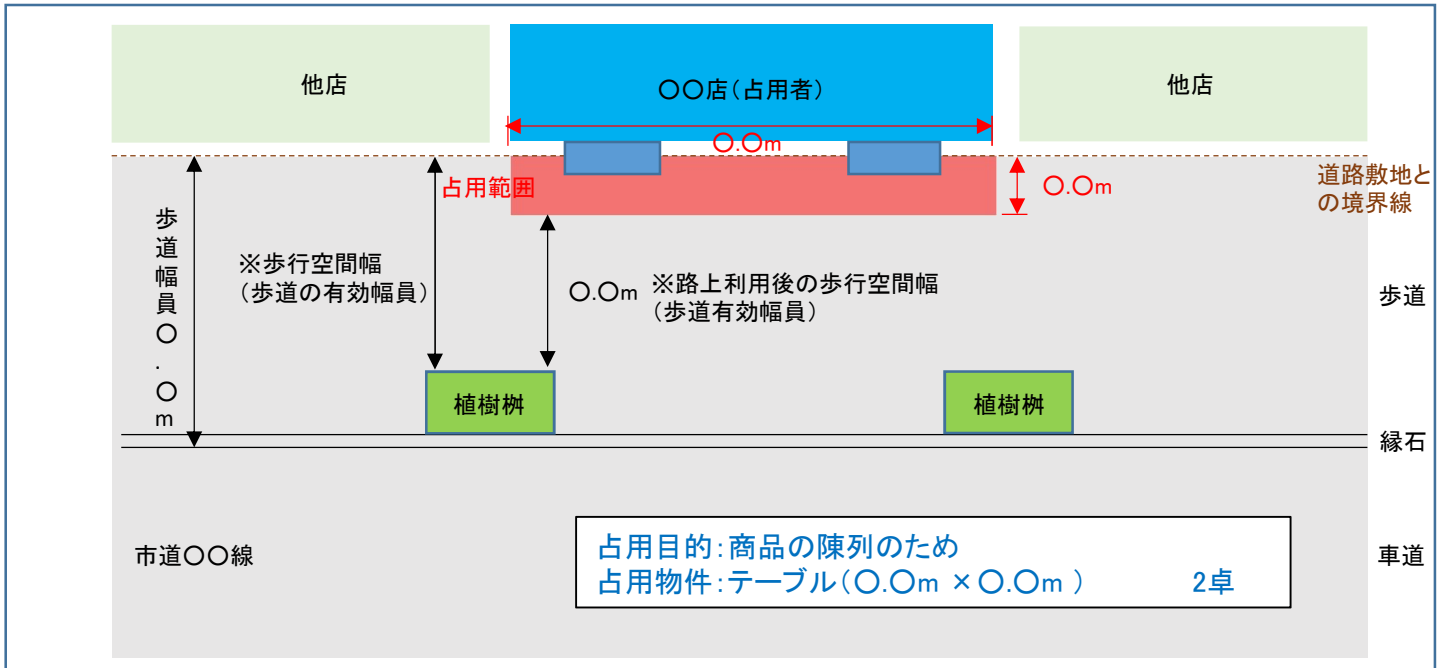 他店
〇〇店(占用者)
他店
〇.〇m
占用範囲
〇.〇m
道路敷地と
の境界線
歩道幅員〇.〇m
※歩行空間幅
(歩道の有効幅員)
〇.〇m
※路上利用後の歩行空間幅
(歩道有効幅員)
歩道
植樹桝
植樹桝
縁石
市道〇〇線
占用目的:商品の陳列のため
占用物件:テーブル(〇.〇m ×〇.〇m ) 2卓
車道